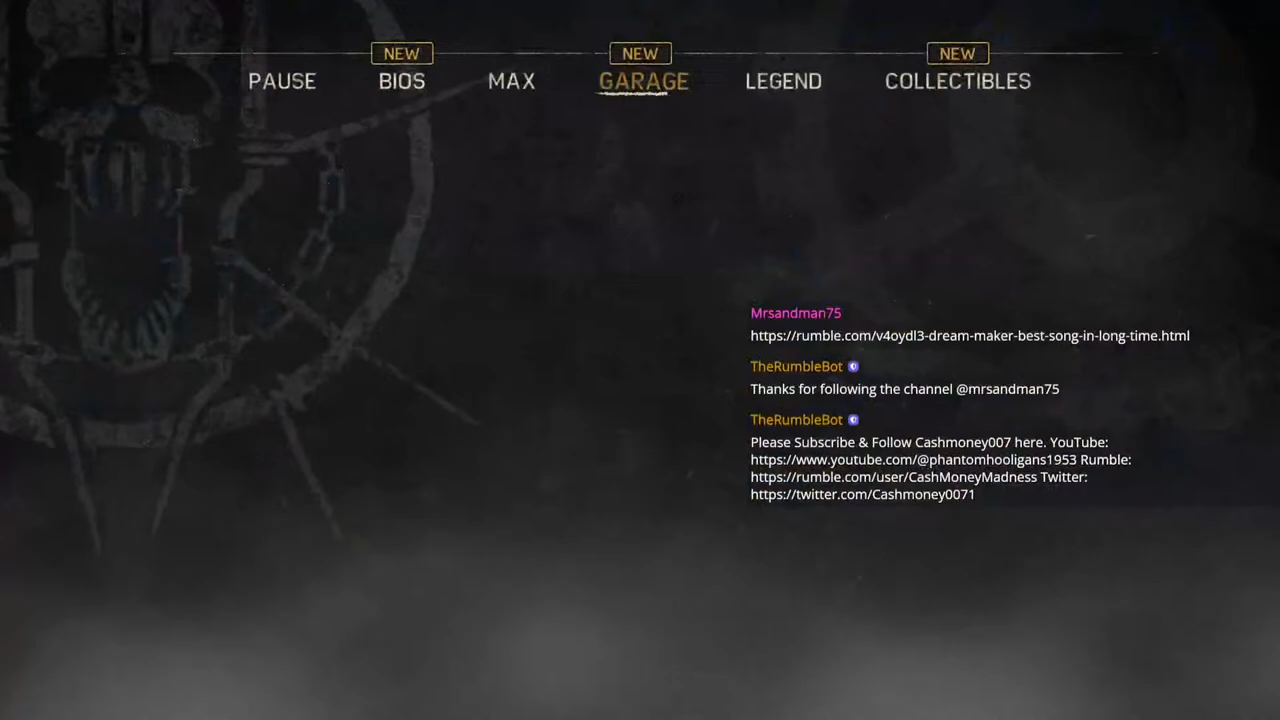 NEW NEW NEW
PAUSE BIOS MAX GARAGE LEGEND COLLECTIBLES
Mrsandman75
https://rumble.com/v4oydl3-dream-maker-best-song-in-long-time.html
TheRumbleBot
Thanks for following the channel @mrsandman75
TheRumbleBot
Please Subscribe & Follow Cashmoney007 here. YouTube:
https://www.youtube.com/@phantomhooligans1953 Rumble:
https://rumble.com/user/CashMoneyMadness Twitter:
https://twitter.com/Cashmoney0071